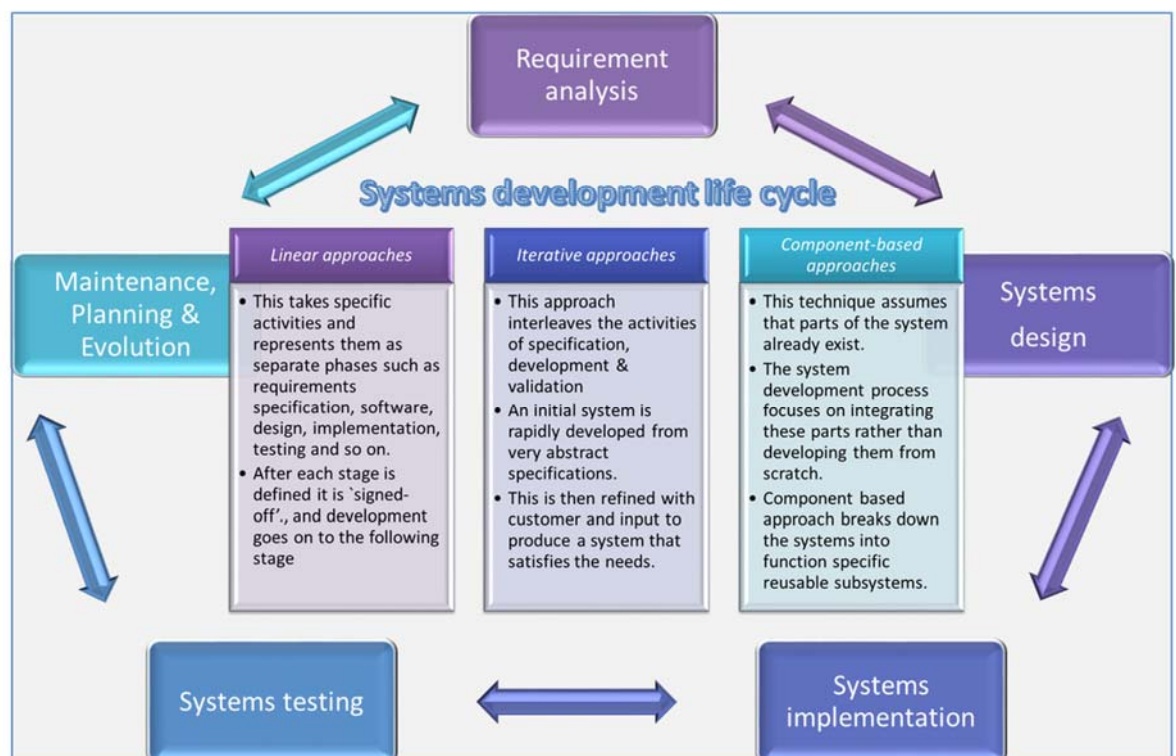 Requirement
analysis
Systems development life cycle
Maintenance,
Planning &
Evolution
Linear approaches
• This takes specific
activities and
represents them as
separate phases such as
requirements
specification, software,
design, implementation,
testing and so on.
• After each stage is
defined it is `signed-
off'., and development
goes on to the following
stage
Iterative approaches
• This approach
interleaves the activities
of specification,
development &
validation
• An initial system is
rapidly developed from
very abstract
specifications.
• This is then refined with
customer and input to
produce a system that
satisfies the needs.
Component-based
approaches
• This technique assumes
that parts of the system
already exist.
• The system
development process
focuses on integrating
these parts rather than
developing them from
scratch.
• Component based
approach breaks down
the systems into
function specific
reusable subsystems.
Systems
design
Systems testing
Systems
implementation